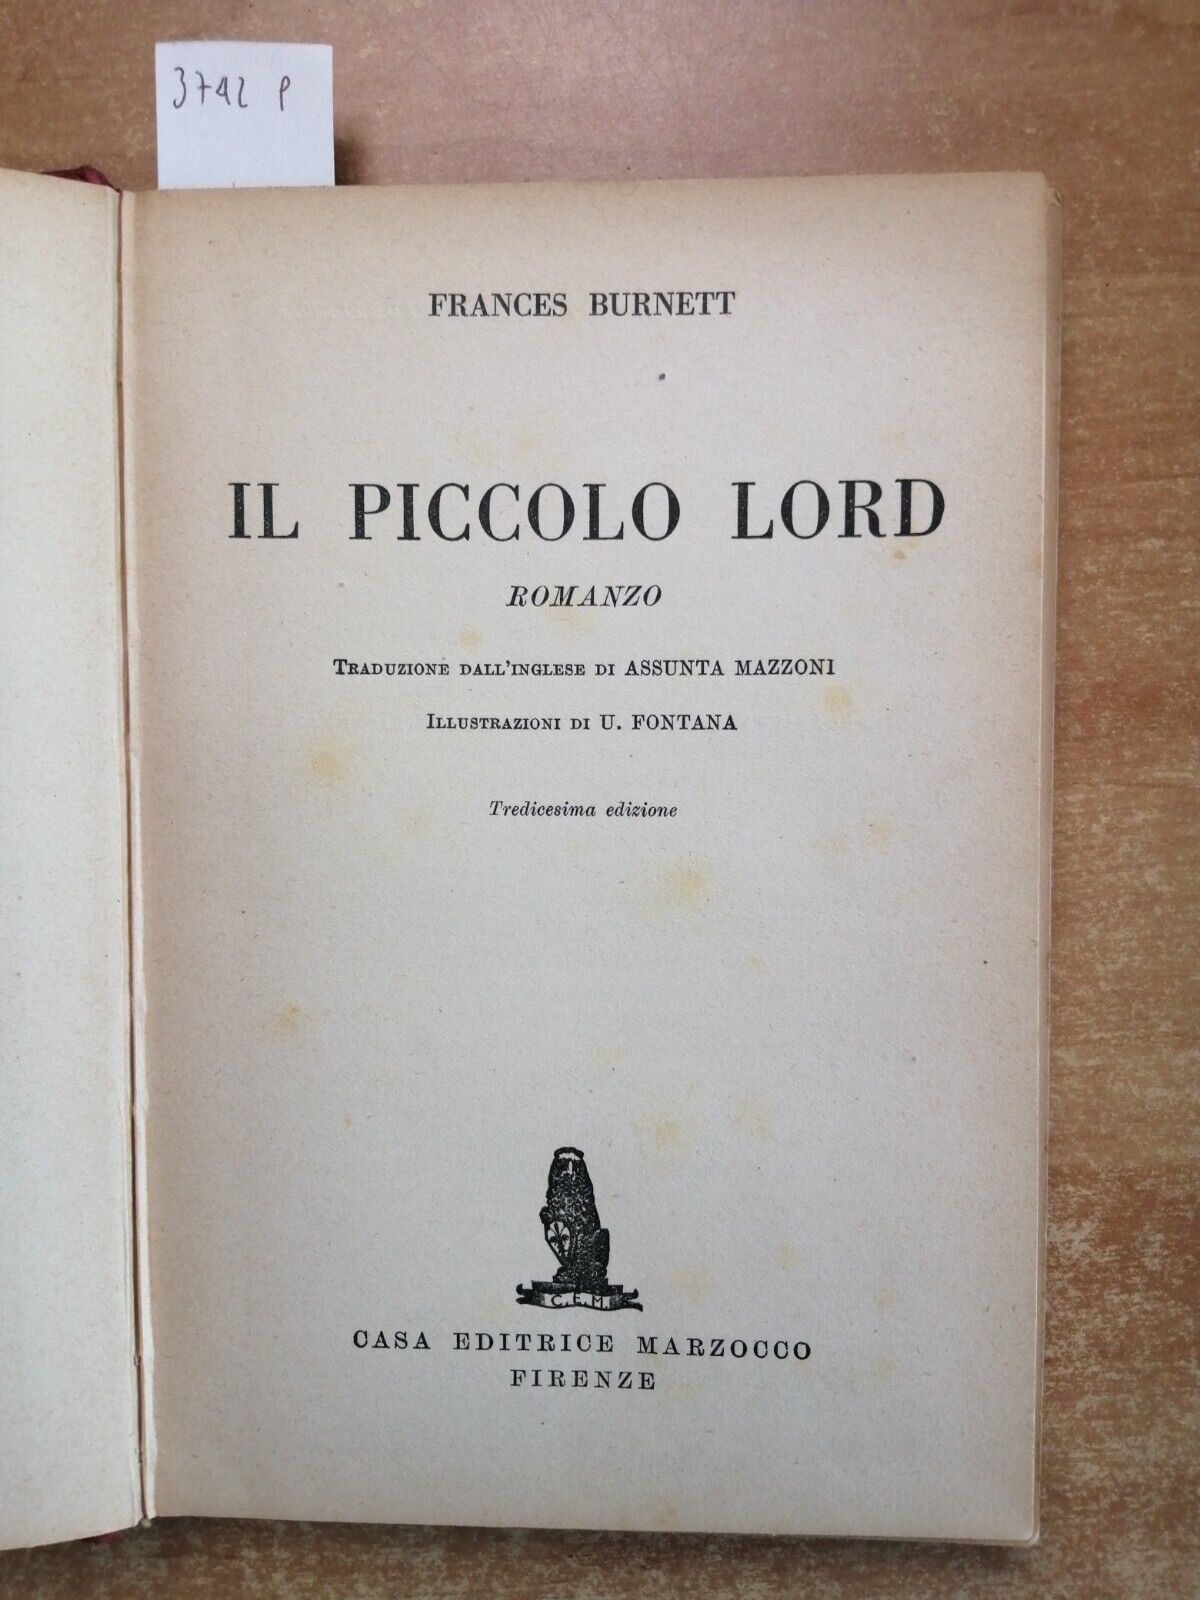 3742 P
FRANCES BURNETT
IL PICCOLO LORD
ROMANZO
TRADUZIONE DALL'INGLESE DI ASSUNTA MAZZONI
ILLUSTRAZIONI DI U. FONTANA
Tredicesima edizione
C.E.M.
CASA EDITRICE MARZOCCO
FIRENZE